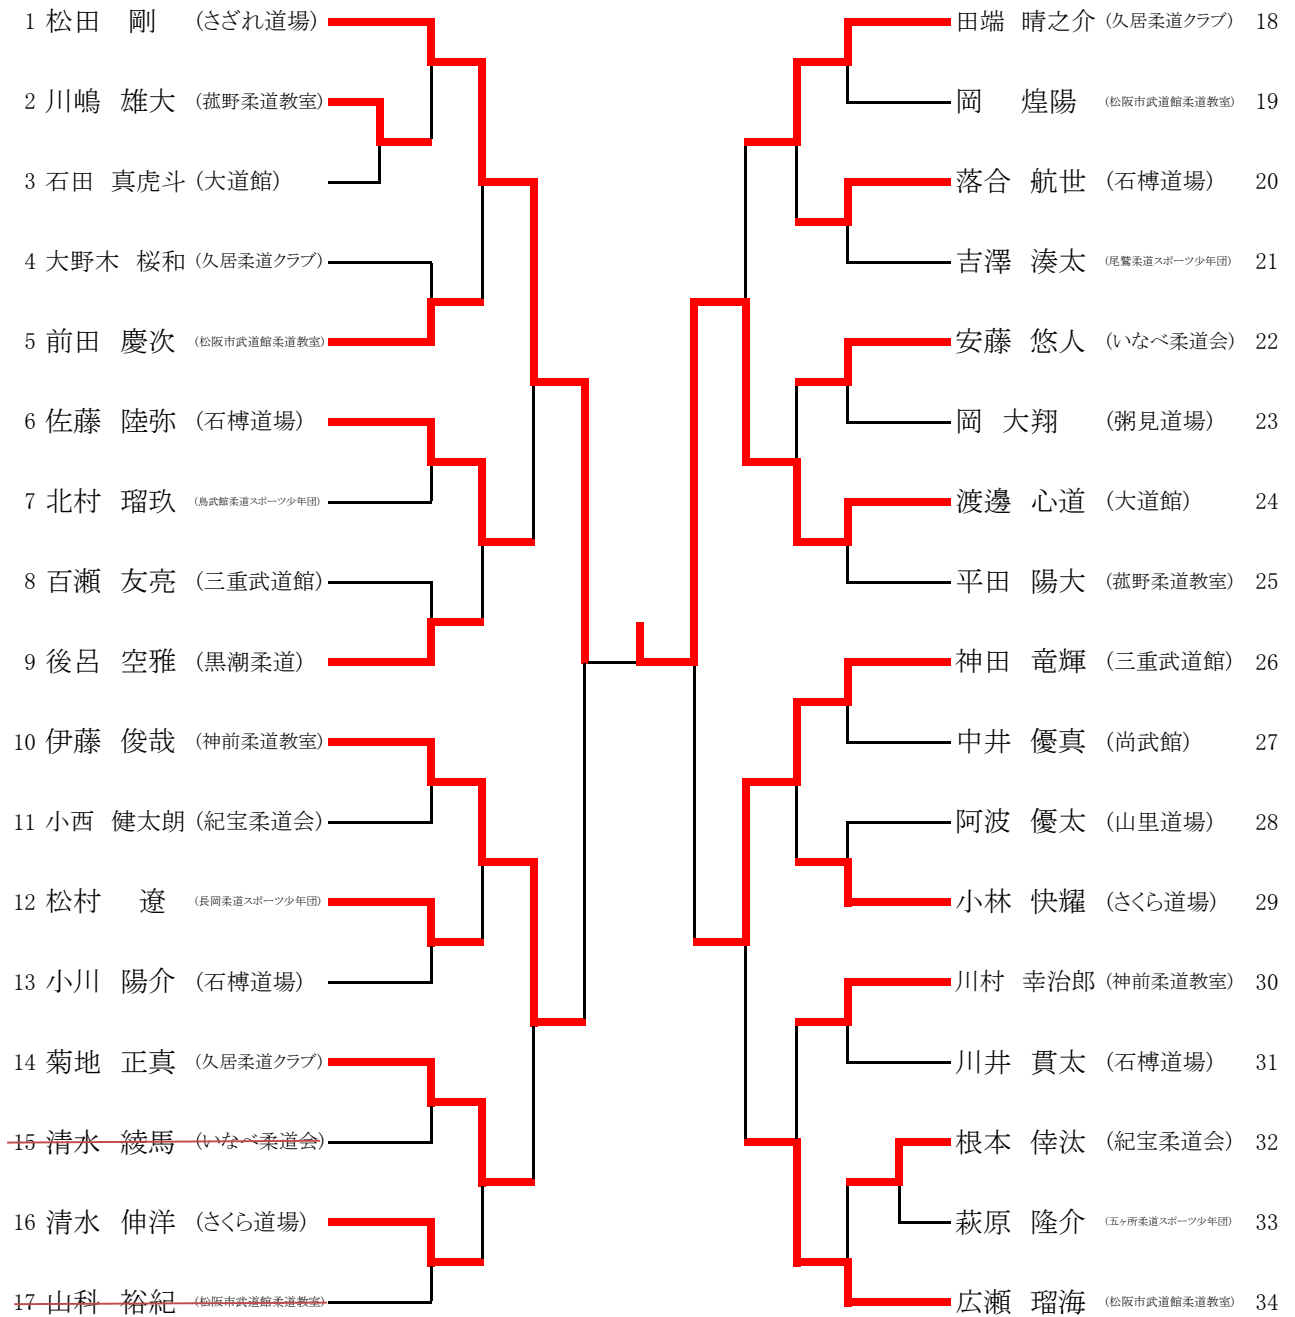 1 松田 剛 (さざれ道場)
2 川嶋 雄大 (菰野柔道教室)
3 石田 真虎斗 (大道館)
4 大野木 桜和 (久居柔道クラブ)
5 前田 慶次 (松阪市武道館柔道教室)
6 佐藤 陸弥 (石榑道場)
7 北村 瑠玖 (鳥武館柔道スポーツ少年団)
8 百瀬 友亮 (三重武道館)
9 後呂 空雅 (黒潮柔道)
10 伊藤 俊哉 (神前柔道教室)
11 小西 健太朗 (紀宝柔道会)
12 松村 遼 (長岡柔道スポーツ少年団)
13 小川 陽介 (石榑道場)
14 菊地 正真 (久居柔道クラブ)
15 清水 綾馬 (いなべ柔道会)
16 清水 伸洋 (さくら道場)
17 山科 裕紀 (松阪市武道館柔道教室)
田端 晴之介 (久居柔道クラブ) 18
岡 煌陽 (松阪市武道館柔道教室) 19
落合 航世 (石榑道場) 20
吉澤 湊太 (尾鷲柔道スポーツ少年団) 21
安藤 悠人 (いなべ柔道会) 22
岡 大翔 (粥見道場) 23
渡邊 心道 (大道館) 24
平田 陽大 (菰野柔道教室) 25
神田 竜輝 (三重武道館) 26
中井 優真 (尚武館) 27
阿波 優太 (山里道場) 28
小林 快耀 (さくら道場) 29
川村 幸治郎 (神前柔道教室) 30
川井 貫太 (石榑道場) 31
根本 倖汰 (紀宝柔道会) 32
萩原 隆介 (五ヶ所柔道スポーツ少年団) 33
広瀬 瑠海 (松阪市武道館柔道教室) 34